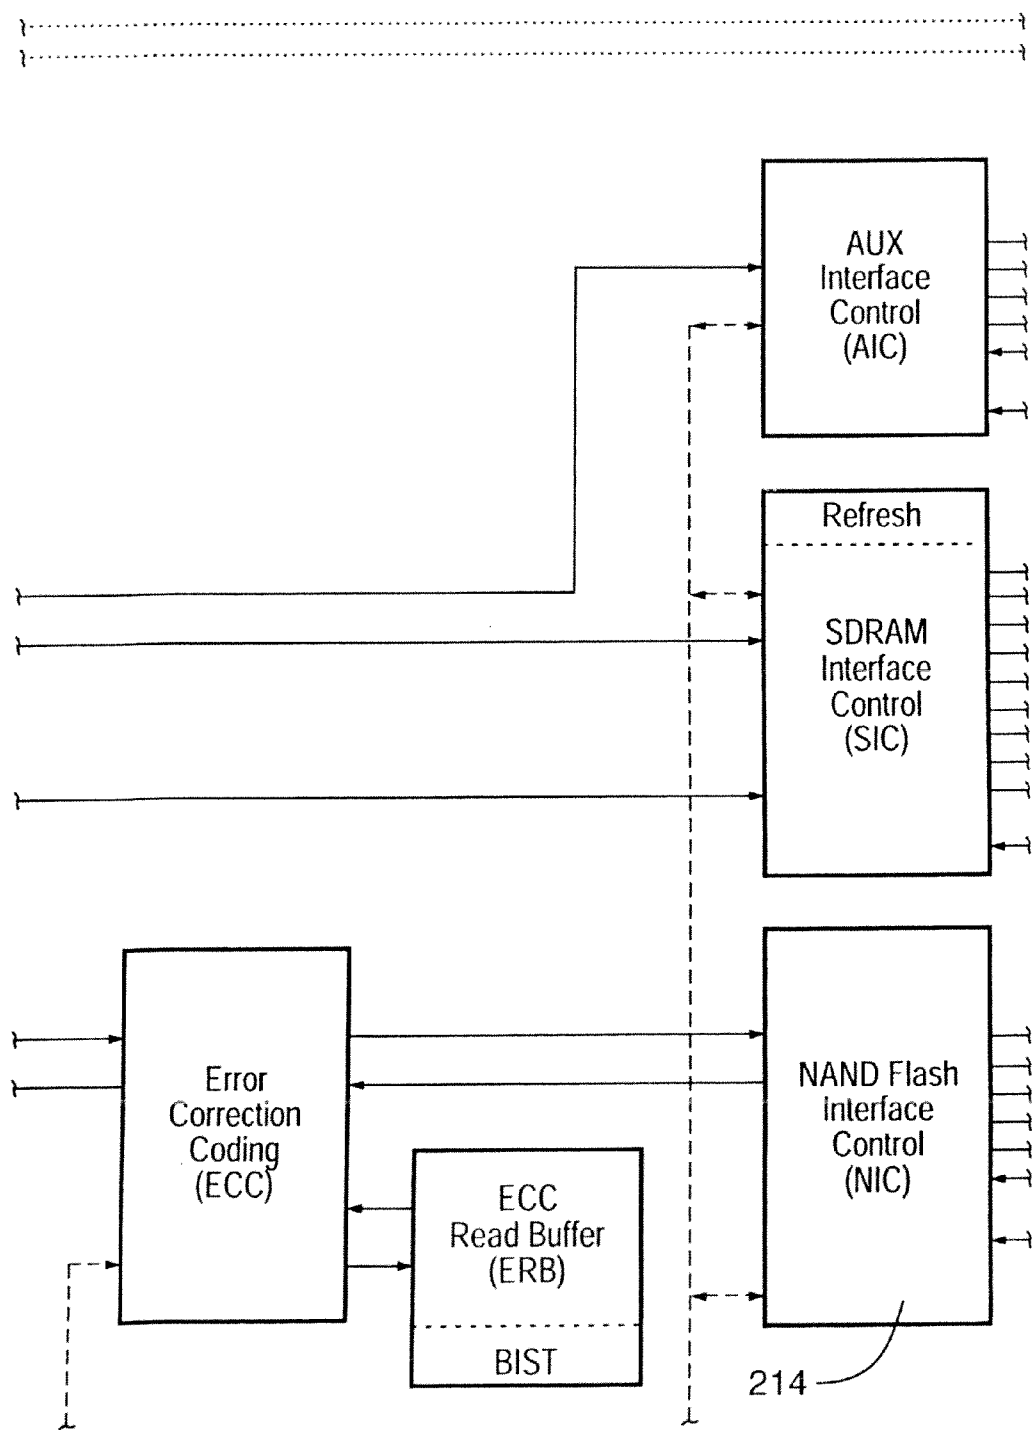 AUX
Interface
Control
(AIC)
Refresh
SDRAM
Interface
Control
(SIC)
Error
Correction
Coding
(ECC)
ECC
Read Buffer
(ERB)
BIST
NAND Flash
Interface
Control
(NIC)
214